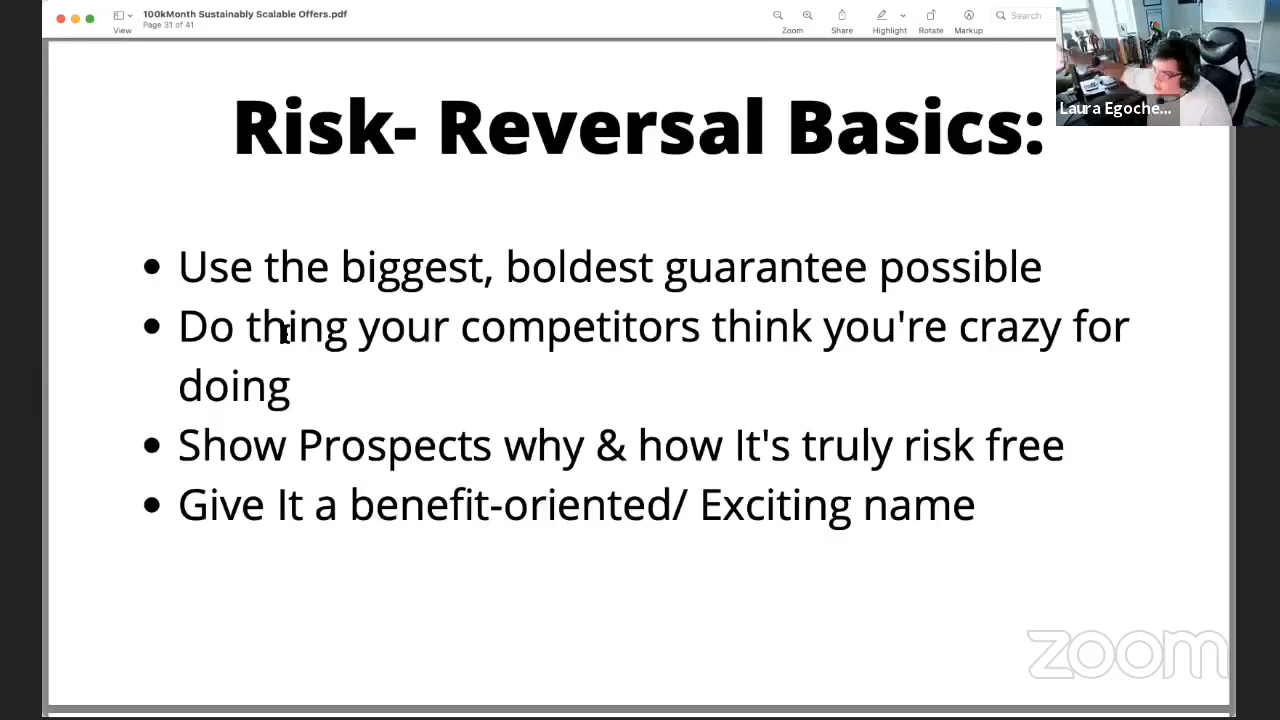 100kMonth Sustainably Scalable Offers.pdf
Page 31 of 41
View
Zoom
Share
Highlight
Rotate
Markup
Search
Laura Egoche...
Risk- Reversal Basics:
• Use the biggest, boldest guarantee possible
• Do thing your competitors think you're crazy for
doing
• Show Prospects why & how It's truly risk free
• Give It a benefit-oriented/ Exciting name
zoom